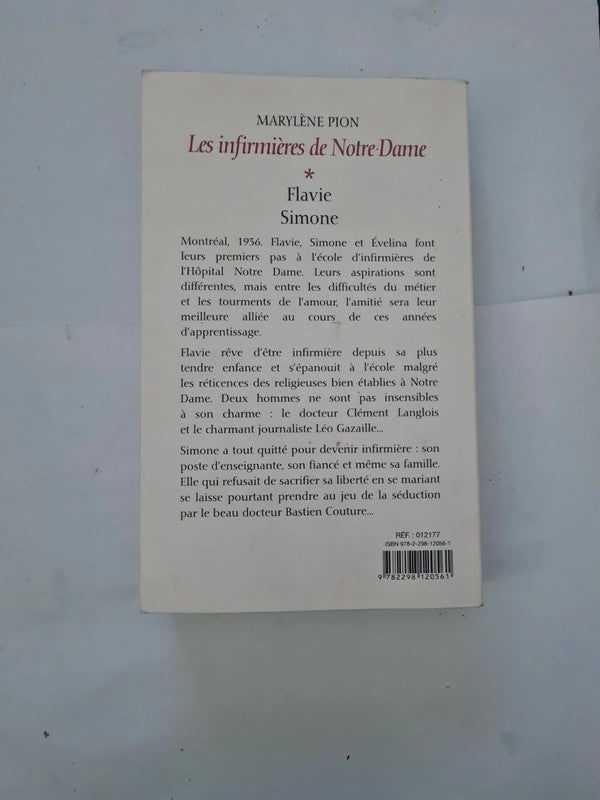 MARYLÈNE PION
Les infirmières de Notre-Dame
*
Flavie
Simone
Montréal, 1936. Flavie, Simone et Évelina font
leurs premiers pas à l'école d'infirmières de
l'Hôpital Notre Dame. Leurs aspirations sont
différentes, mais entre les difficultés du métier
et les tourments de l'amour, l'amitié sera leur
meilleure alliée au cours de ces années
d'apprentissage.
Flavie rêve d'être infirmière depuis sa plus
tendre enfance et s'épanouit à l'école malgré
les réticences des religieuses bien établies à Notre
Dame. Deux hommes ne sont pas insensibles
à son charme : le docteur Clément Langlois
et le charmant journaliste Léo Gazaille...
Simone a tout quitté pour devenir infirmière : son
poste d'enseignante, son fiancé et même sa famille.
Elle qui refusait de sacrifier sa liberté en se mariant
se laisse pourtant prendre au jeu de la séduction
par le beau docteur Bastien Couture...
RÉF. : 012177
ISBN 978-2-298-12056-1
9 782298 120561